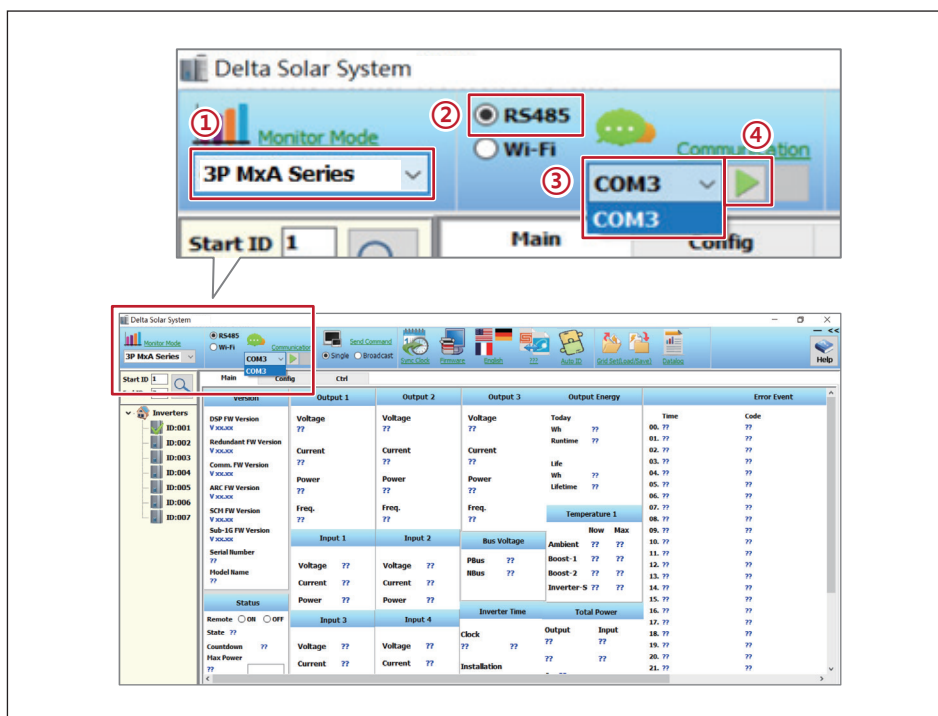 Delta Solar System
①
Monitor Mode
3P MxA Series
②
RS485
Wi-Fi
③
Communication
④
COM3
COM3
Start ID 1
Main
Config
Delta Solar System
Monitor Mode
3P MxA Series
RS485
Wi-Fi
Communication
COM3
COM3
Send Command
Single Broadcast
Sync Clock
Firmware
English
???
Auto ID
Grid Set(Load/Save)
Datalog
<<
Help
Start ID 1
Main Config Ctrl
Inverters
ID:001
ID:002
ID:003
ID:004
ID:005
ID:006
ID:007
Version
DSP FW Version
V xx.xx
Redundant FW Version
V xx.xx
Comm. FW Version
V xx.xx
ARC FW Version
V xx.xx
SCH FW Version
V xx.xx
Sub-1G FW Version
V xx.xx
Serial Number
??
Model Name
??
Status
Remote ON OFF
State ??
Countdown ??
Max Power
??
Output 1
Voltage
??
Current
??
Power
??
Freq.
??
Output 2
Voltage
??
Current
??
Power
??
Freq.
??
Output 3
Voltage
??
Current
??
Power
??
Freq.
??
Input 1
Voltage ??
Current ??
Power ??
Input 2
Voltage ??
Current ??
Power ??
Input 3
Voltage ??
Current ??
Input 4
Voltage ??
Current ??
Bus Voltage
PBus ??
NBus ??
Inverter Time
Clock
?? ??
Installation
Output Energy
Today
Wh ??
Runtime ??
Life
Wh ??
Lifetime ??
Temperature 1
Now Max
Ambient ?? ??
Boost-1 ?? ??
Boost-2 ?? ??
Inverter-S ?? ??
Total Power
Output Input
?? ??
?? ??
Error Event
Time Code
00. ?? ??
01. ?? ??
02. ?? ??
03. ?? ??
04. ?? ??
05. ?? ??
06. ?? ??
07. ?? ??
08. ?? ??
09. ?? ??
10. ?? ??
11. ?? ??
12. ?? ??
13. ?? ??
14. ?? ??
15. ?? ??
16. ?? ??
17. ?? ??
18. ?? ??
19. ?? ??
20. ?? ??
21. ?? ??